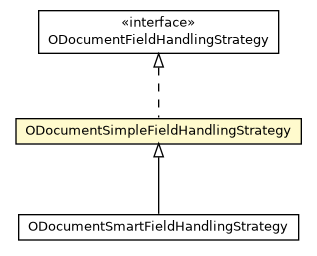 «interface»
ODocumentFieldHandlingStrategy
ODocumentSimpleFieldHandlingStrategy
ODocumentSmartFieldHandlingStrategy